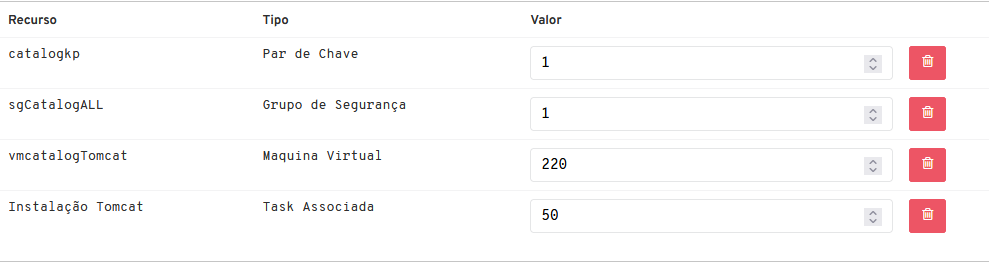 Recurso Tipo Valor
catalogkp Par de Chave 1
sgCatalogALL Grupo de Segurança 1
vmcatalogTomcat Maquina Virtual 220
Instalação Tomcat Task Associada 50